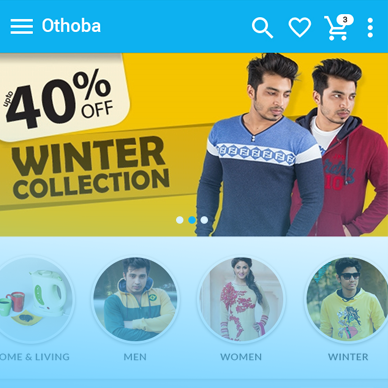 Othoba
3
upto
40%
OFF
WINTER
COLLECTION
OME & LIVING
MEN
WOMEN
WINTER